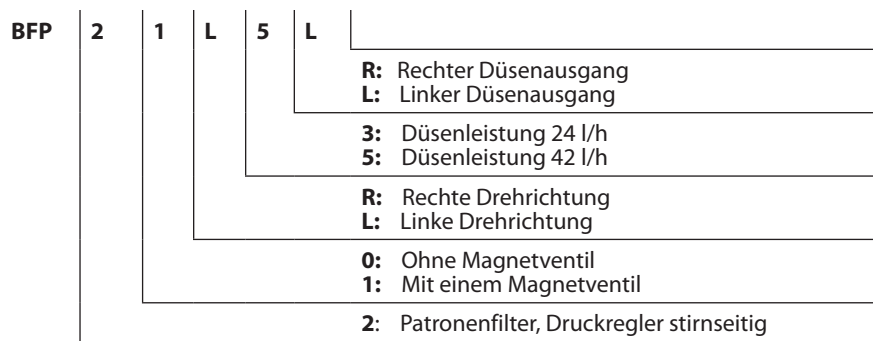 BFP 2 1 L 5 L
R: Rechter Düsenausgang
L: Linker Düsenausgang
3: Düsenleistung 24 l/h
5: Düsenleistung 42 l/h
R: Rechte Drehrichtung
L: Linke Drehrichtung
0: Ohne Magnetventil
1: Mit einem Magnetventil
2: Patronenfilter, Druckregler stirnseitig